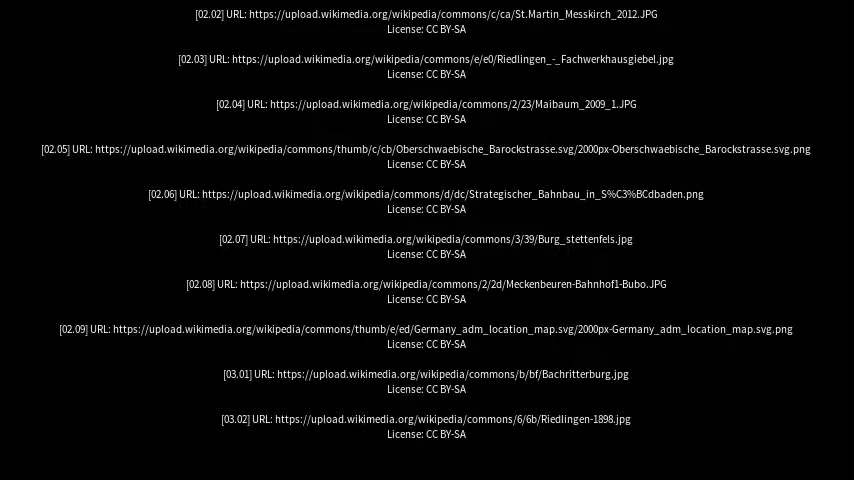 [02.02] URL: https://upload.wikimedia.org/wikipedia/commons/c/ca/St.Martin_Messkirch_2012.JPG
License: CC BY-SA
[02.03] URL: https://upload.wikimedia.org/wikipedia/commons/e/e0/Riedlingen_-_Fachwerkhausgiebel.jpg
License: CC BY-SA
[02.04] URL: https://upload.wikimedia.org/wikipedia/commons/2/23/Maibaum_2009_1.JPG
License: CC BY-SA
[02.05] URL: https://upload.wikimedia.org/wikipedia/commons/thumb/c/cb/Oberschwaebische_Barockstrasse.svg/2000px-Oberschwaebische_Barockstrasse.svg.png
License: CC BY-SA
[02.06] URL: https://upload.wikimedia.org/wikipedia/commons/d/dc/Strategischer_Bahnbau_in_S%C3%BCdbaden.png
License: CC BY-SA
[02.07] URL: https://upload.wikimedia.org/wikipedia/commons/3/39/Burg_stettenfels.jpg
License: CC BY-SA
[02.08] URL: https://upload.wikimedia.org/wikipedia/commons/2/2d/Meckenbeuren-Bahnhof1-Bubo.JPG
License: CC BY-SA
[02.09] URL: https://upload.wikimedia.org/wikipedia/commons/thumb/e/ed/Germany_adm_location_map.svg/2000px-Germany_adm_location_map.svg.png
License: CC BY-SA
[03.01] URL: https://upload.wikimedia.org/wikipedia/commons/b/bf/Bachritterburg.jpg
License: CC BY-SA
[03.02] URL: https://upload.wikimedia.org/wikipedia/commons/6/6b/Riedlingen-1898.jpg
License: CC BY-SA